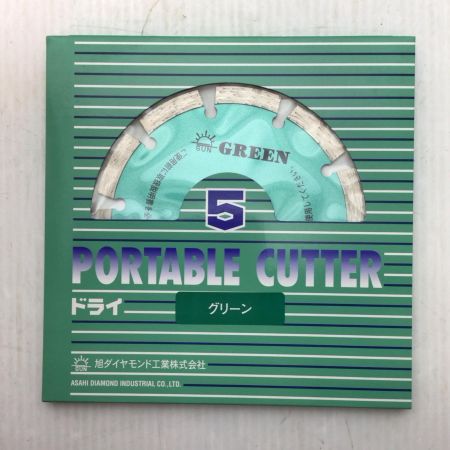 SUN GREEN
5
PORTABLE CUTTER
ドライ
グリーン
SUN 旭ダイヤモンド工業株式会社
ASAHI DIAMOND INDUSTRIAL CO.,LTD.